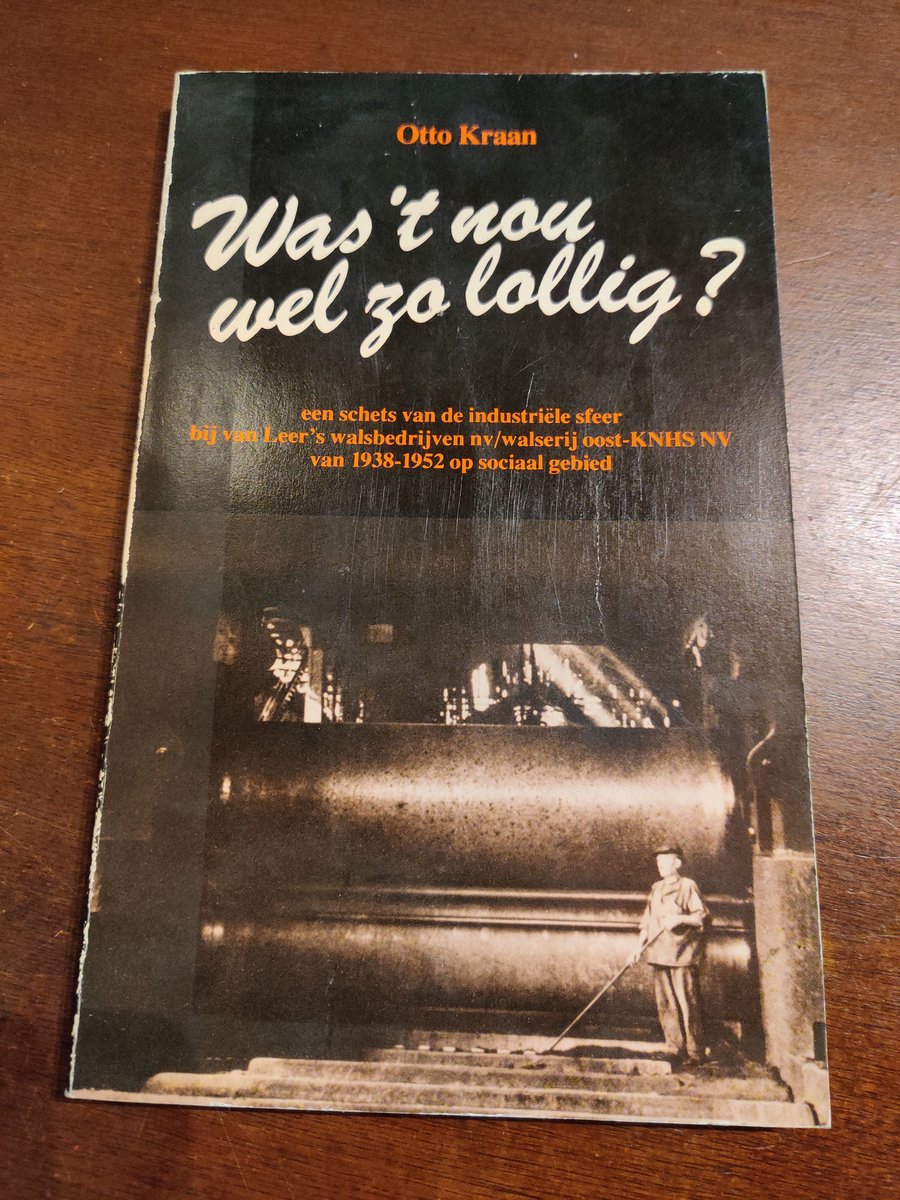 Otto Kraan
Was 't nou
wel zo lollig?
een schets van de industriële sfeer
bij van Leer's walsbedrijven nv/walserij oost-KNHS NV
van 1938-1952 op sociaal gebied